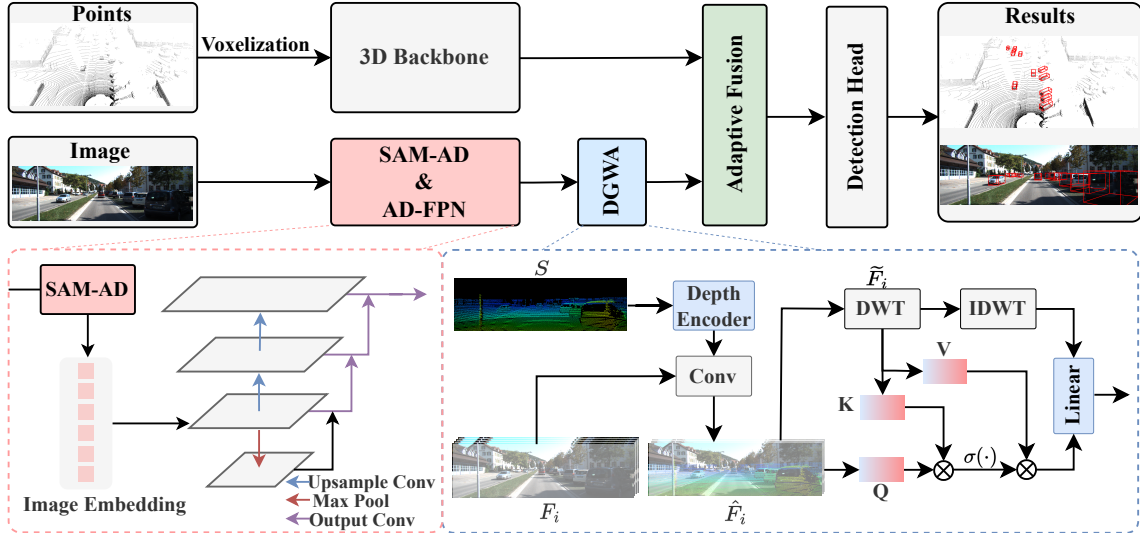 Points
Voxelization
3D Backbone
Adaptive Fusion
Detection Head
Results
Image
SAM-AD
&
AD-FPN
DGWA
SAM-AD
Image Embedding
Upsample Conv
Max Pool
Output Conv
S
Depth
Encoder
Conv
F_i
F̂_i
F̃_i
DWT
IDWT
V
K
Q
σ(·)
Linear